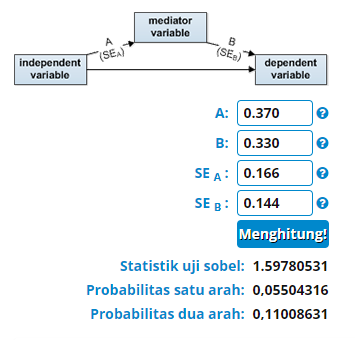 mediator
variable
A
(SEA)
B
(SEB)
independent
variable
dependent
variable
A: 0.370 ?
B: 0.330 ?
SE A : 0.166 ?
SE B : 0.144 ?
Menghitung!
Statistik uji sobel: 1.59780531
Probabilitas satu arah: 0,05504316
Probabilitas dua arah: 0,11008631